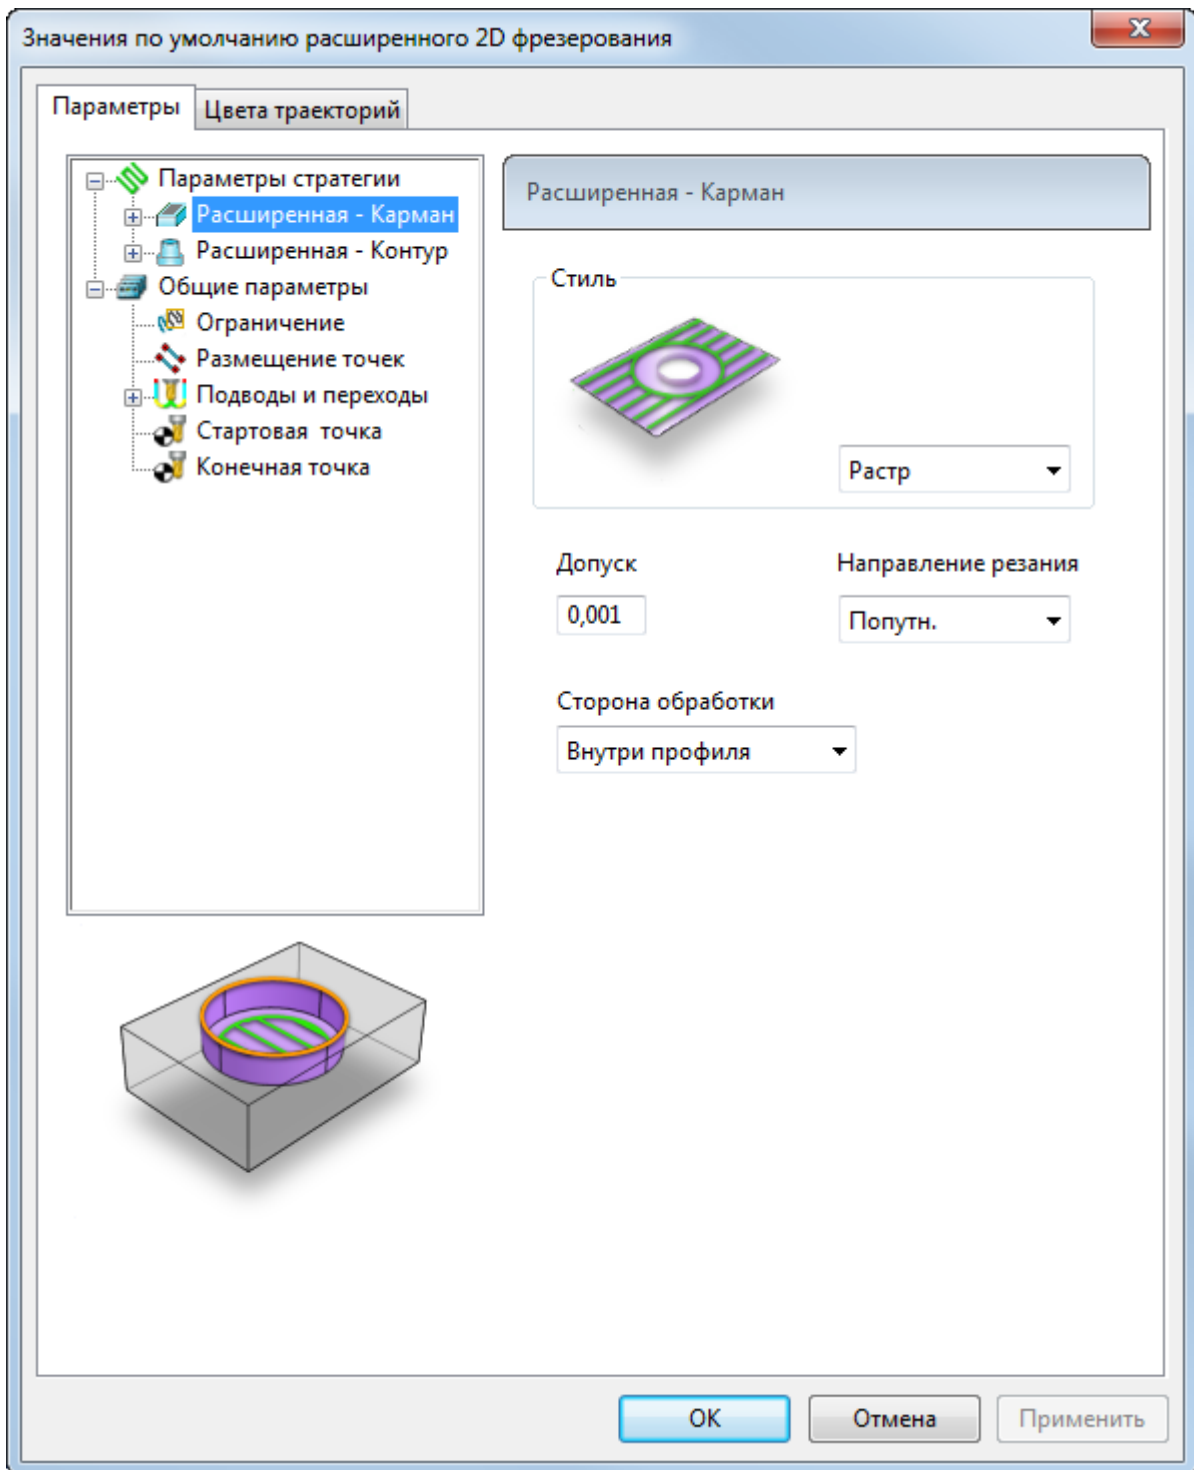 Значения по умолчанию расширенного 2D фрезерования
Параметры
Цвета траекторий
Параметры стратегии
Расширенная - Карман
Расширенная - Контур
Общие параметры
Ограничение
Размещение точек
Подводы и переходы
Стартовая точка
Конечная точка
Расширенная - Карман
Стиль
Растр
Допуск
Направление резания
0,001
Попутн.
Сторона обработки
Внутри профиля
ОК
Отмена
Применить